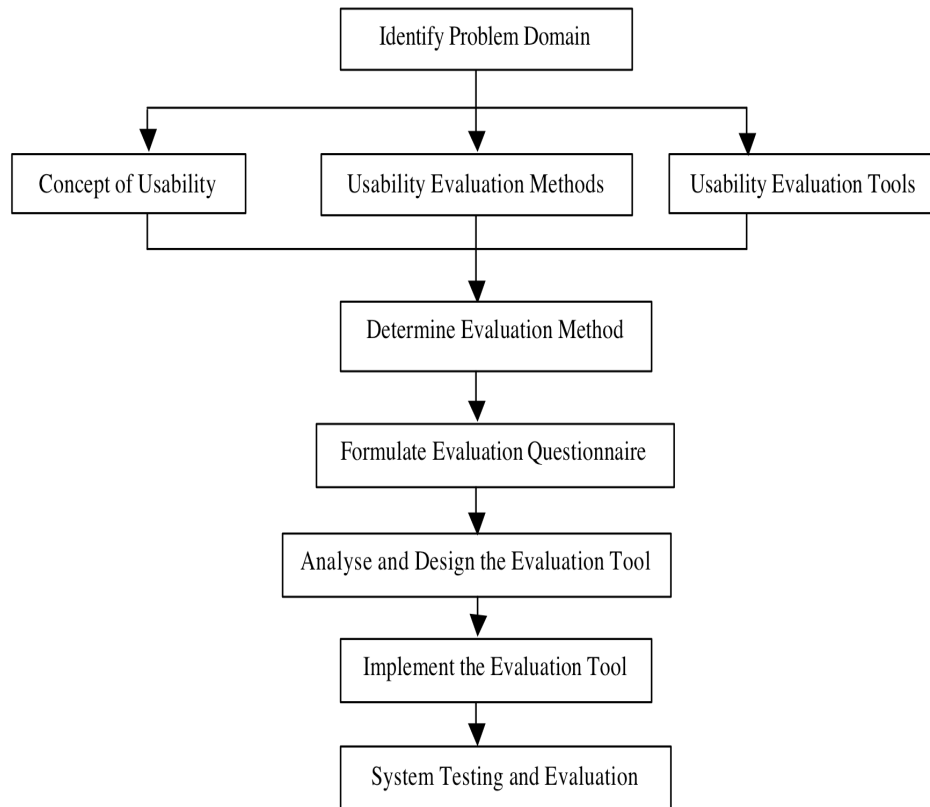 Identify Problem Domain
Concept of Usability
Usability Evaluation Methods
Usability Evaluation Tools
Determine Evaluation Method
Formulate Evaluation Questionnaire
Analyse and Design the Evaluation Tool
Implement the Evaluation Tool
System Testing and Evaluation